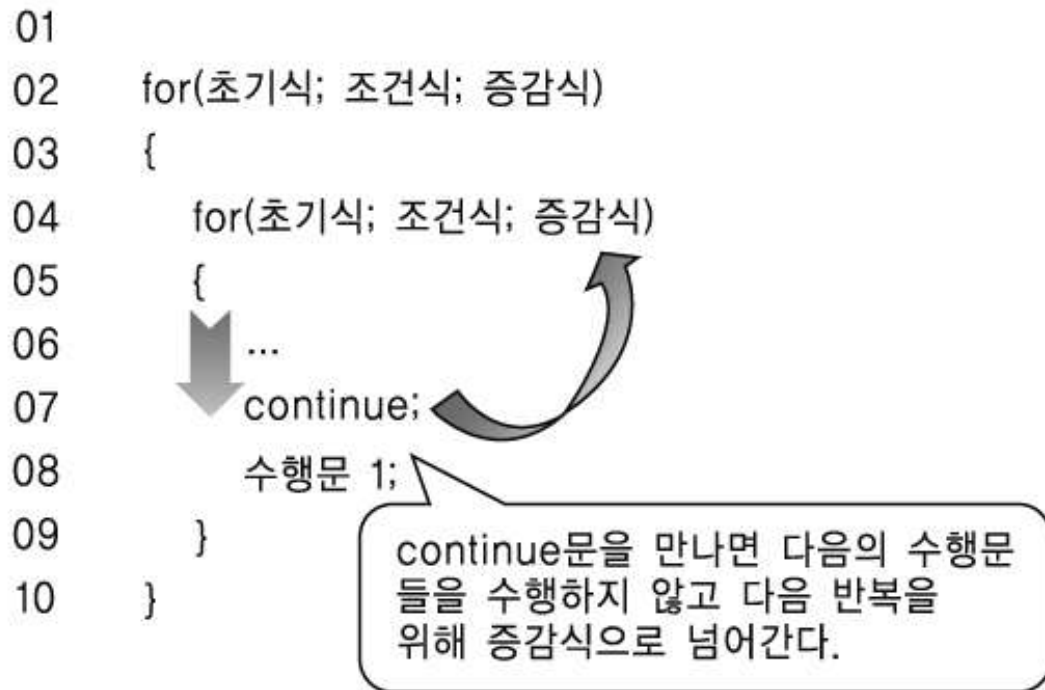 01
02 for(초기식; 조건식; 증감식)
03 {
04 for(초기식; 조건식; 증감식)
05 {
06 ...
07 continue;
08 수행문 1;
09 }
10 }
continue문을 만나면 다음의 수행문
들을 수행하지 않고 다음 반복을
위해 증감식으로 넘어간다.